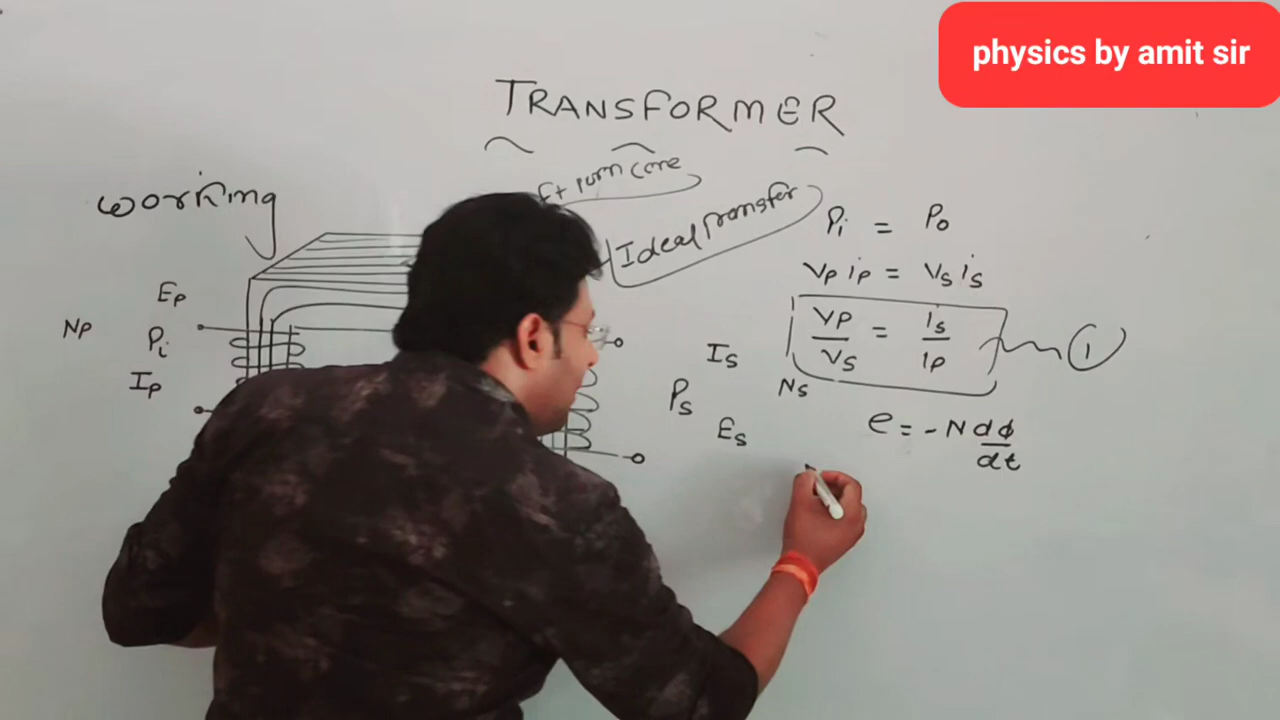 physics by amit sir
TRANSFORMER
core
working
Ideal Transfer
Pi = Po
VP iP = VS iS
VP/VS = IS/IP
1
EP
NP
Pi
IP
IS
NS
PS
ES
e = - N dφ/dt